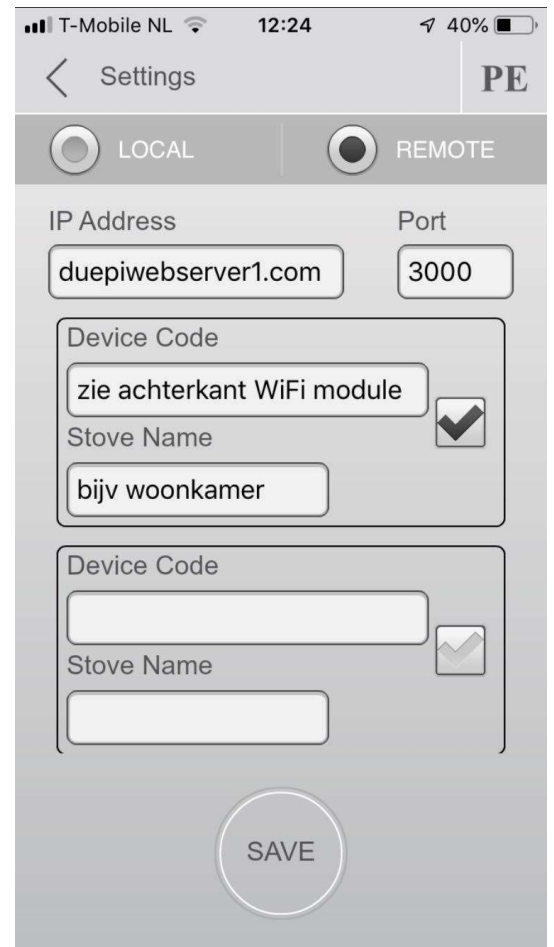 T-Mobile NL 12:24 40%
Settings PE
LOCAL REMOTE
IP Address Port
duepiwebserver1.com 3000
Device Code
zie achterkant WiFi module
Stove Name
bijv woonkamer
Device Code
Stove Name
SAVE